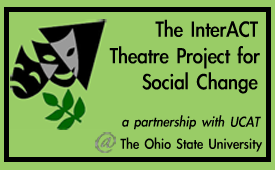 The InterACT
Theatre Project for
Social Change
a partnership with UCAT
@ The Ohio State University